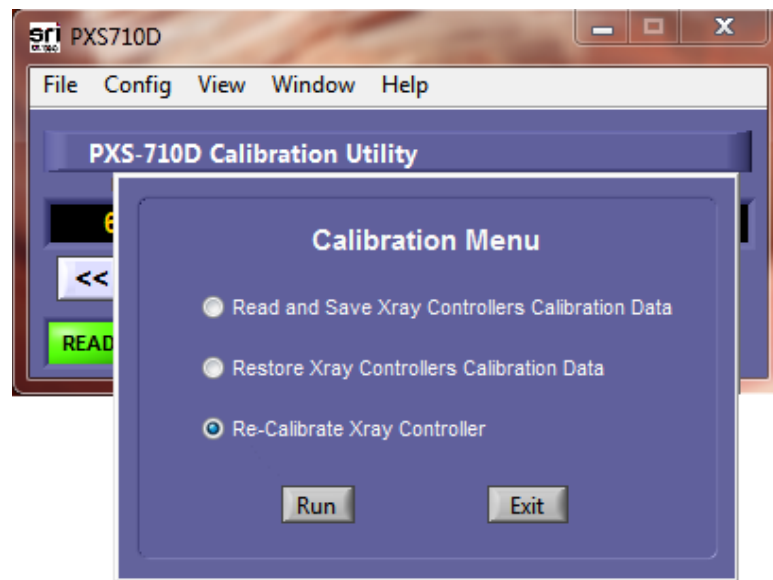 sri
PXS710D
File Config View Window Help
PXS-710D Calibration Utility
<<
READ
Calibration Menu
Read and Save Xray Controllers Calibration Data
Restore Xray Controllers Calibration Data
Re-Calibrate Xray Controller
Run Exit